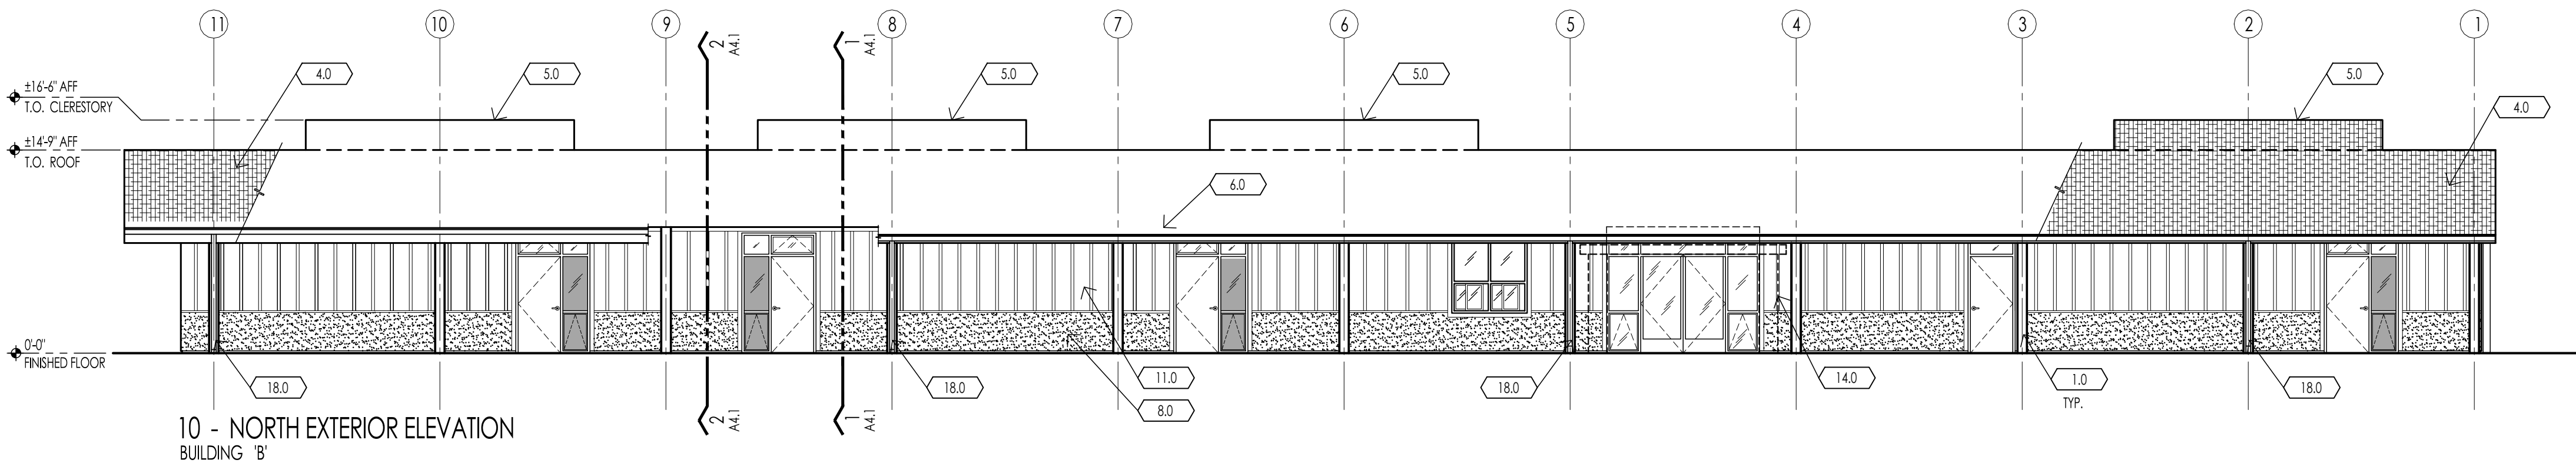 11
10
9
8
7
6
5
4
3
2
1
2
A4.1
1
A4.1
4.0
5.0
5.0
5.0
5.0
4.0
±16'-6" AFF
T.O. CLERESTORY
±14'-9" AFF
T.O. ROOF
6.0
0'-0"
FINISHED FLOOR
18.0
18.0
11.0
8.0
18.0
14.0
1.0
TYP.
18.0
2
A4.1
1
A4.1
10 - NORTH EXTERIOR ELEVATION
BUILDING 'B'